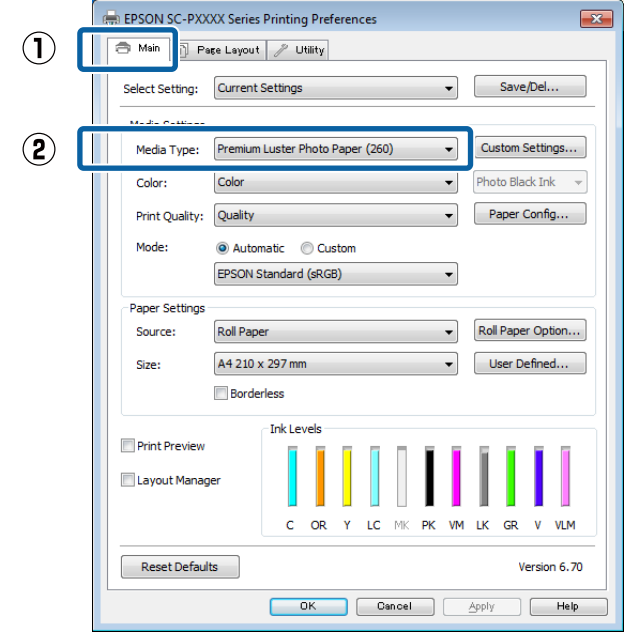 EPSON SC-PXXXX Series Printing Preferences
① Main Page Layout Utility
Select Setting: Current Settings Save/Del...
Media Settings
② Media Type: Premium Luster Photo Paper (260) Custom Settings...
Color: Color Photo Black Ink
Print Quality: Quality Paper Config...
Mode: Automatic Custom
EPSON Standard (sRGB)
Paper Settings
Source: Roll Paper Roll Paper Option...
Size: A4 210 x 297 mm User Defined...
Borderless
Ink Levels
Print Preview
Layout Manager
C OR Y LC MK PK VM LK GR V VLM
Reset Defaults Version 6.70
OK Cancel Apply Help